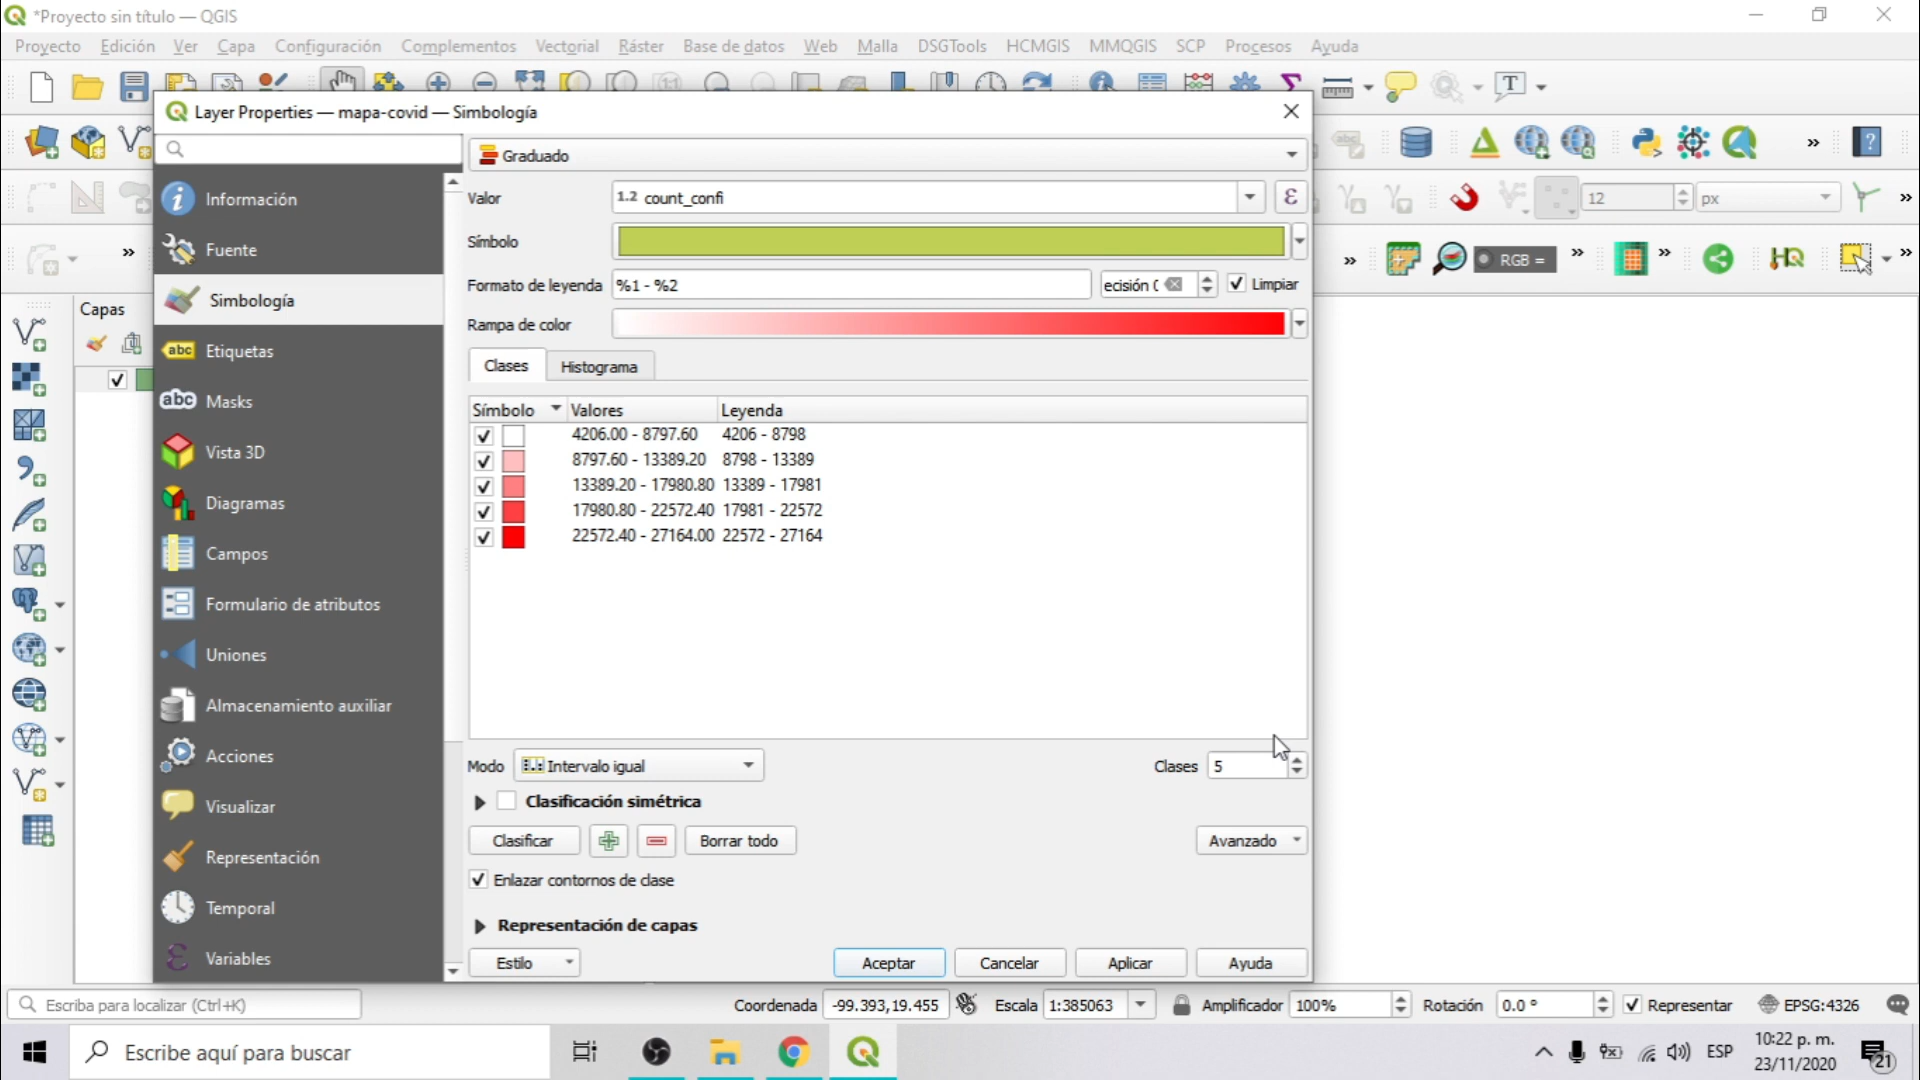 *Proyecto sin título — QGIS
Proyecto Edición Ver Capa Configuración Complementos Vectorial Ráster Base de datos Web Malla DSGTools HCMGIS MMQGIS SCP Procesos Ayuda
Layer Properties — mapa-covid — Simbología
Información
Fuente
Simbología
Etiquetas
Masks
Vista 3D
Diagramas
Campos
Formulario de atributos
Uniones
Almacenamiento auxiliar
Acciones
Visualizar
Representación
Temporal
Variables
Graduado
Valor 1.2 count_confi
Símbolo
Formato de leyenda %1 - %2 ecisión ( Limpiar
Rampa de color
Clases Histograma
Símbolo Valores Leyenda
4206.00 - 8797.60 4206 - 8798
8797.60 - 13389.20 8798 - 13389
13389.20 - 17980.80 13389 - 17981
17980.80 - 22572.40 17981 - 22572
22572.40 - 27164.00 22572 - 27164
Modo Intervalo igual Clases 5
Clasificación simétrica
Clasificar Borrar todo Avanzado
Enlazar contornos de clase
Representación de capas
Estilo Aceptar Cancelar Aplicar Ayuda
Capas
12 px
RGB =
Escriba para localizar (Ctrl+K) Coordenada -99.393,19.455 Escala 1:385063 Amplificador 100% Rotación 0.0 ° Representar EPSG:4326
Escribe aquí para buscar
ESP
10:22 p. m.
23/11/2020
21